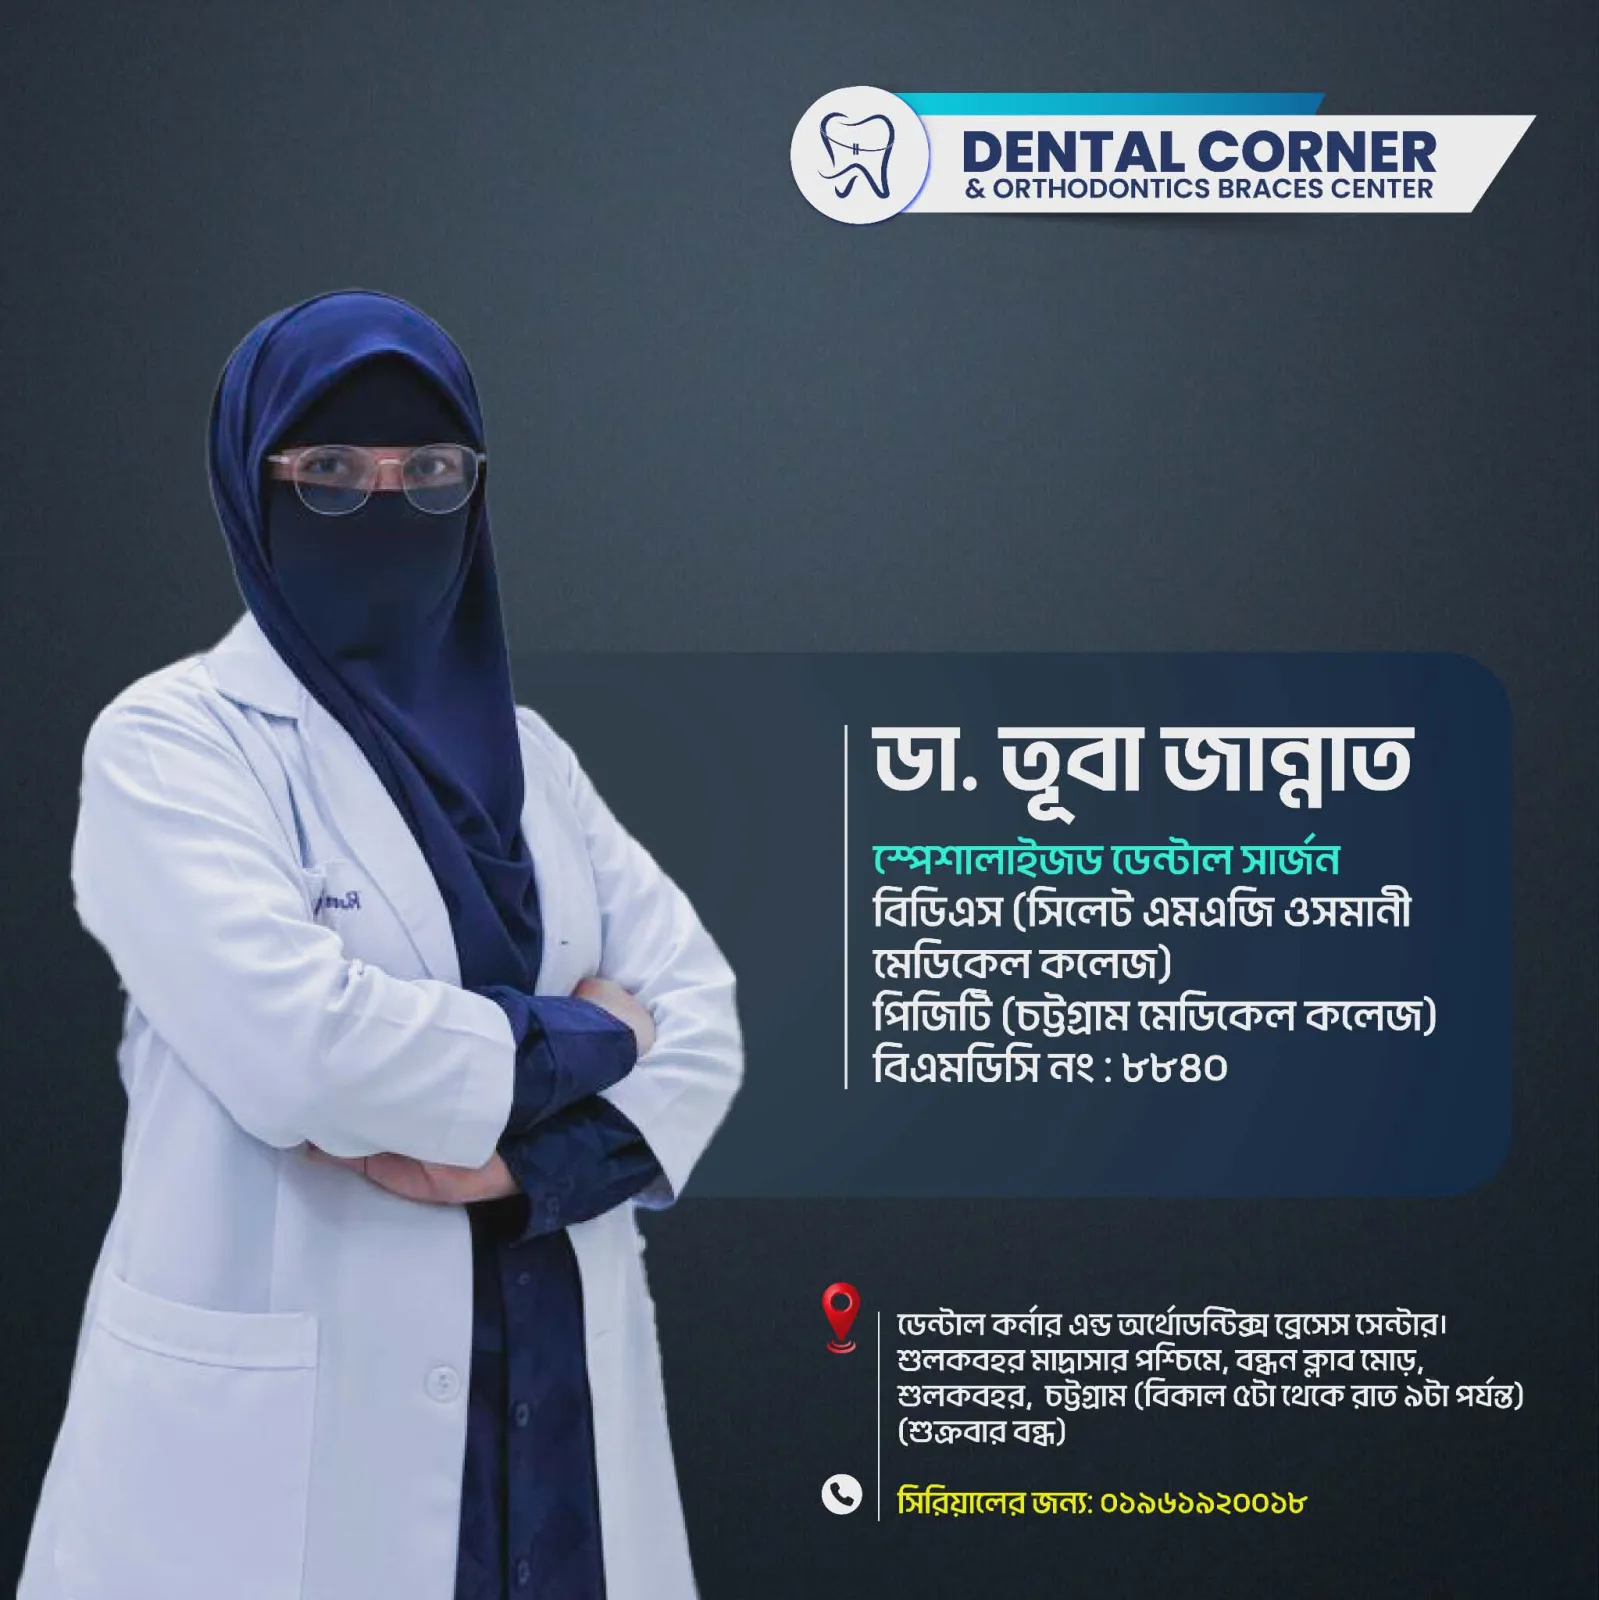 DENTAL CORNER
& ORTHODONTICS BRACES CENTER
ডা. তূবা জান্নাত
স্পেশালাইজড ডেন্টাল সার্জন
বিডিএস (সিলেট এমএজি ওসমানী
মেডিকেল কলেজ)
পিজিটি (চট্টগ্রাম মেডিকেল কলেজ)
বিএমডিসি নং : ৮৮৪০
ডেন্টাল কর্নার এন্ড অর্থোডন্টিক্স ব্রেসেস সেন্টার।
শুলকবহর মাদ্রাসার পশ্চিমে, বন্ধন ক্লাব মোড়,
শুলকবহর, চট্টগ্রাম (বিকাল ৫টা থেকে রাত ৯টা পর্যন্ত)
(শুক্রবার বন্ধ)
সিরিয়ালের জন্য: ০১৯৬১৯২০০১৮